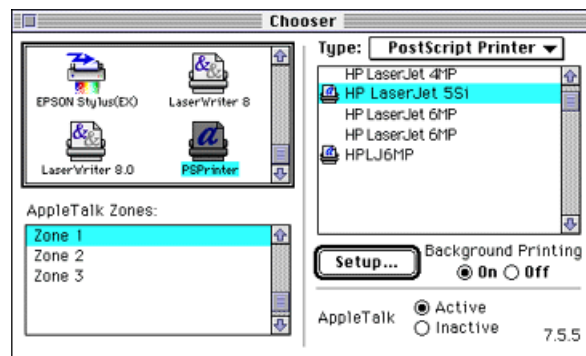 Chooser
EPSON Stylus(EX)
LaserWriter 8
LaserWriter 8.0
PSPrinter
AppleTalk Zones:
Zone 1
Zone 2
Zone 3
Type: PostScript Printer
HP LaserJet 4MP
HP LaserJet 5Si
HP LaserJet 6MP
HP LaserJet 6MP
HPLJ6MP
Setup...
Background Printing
On Off
AppleTalk
Active
Inactive
7.5.5